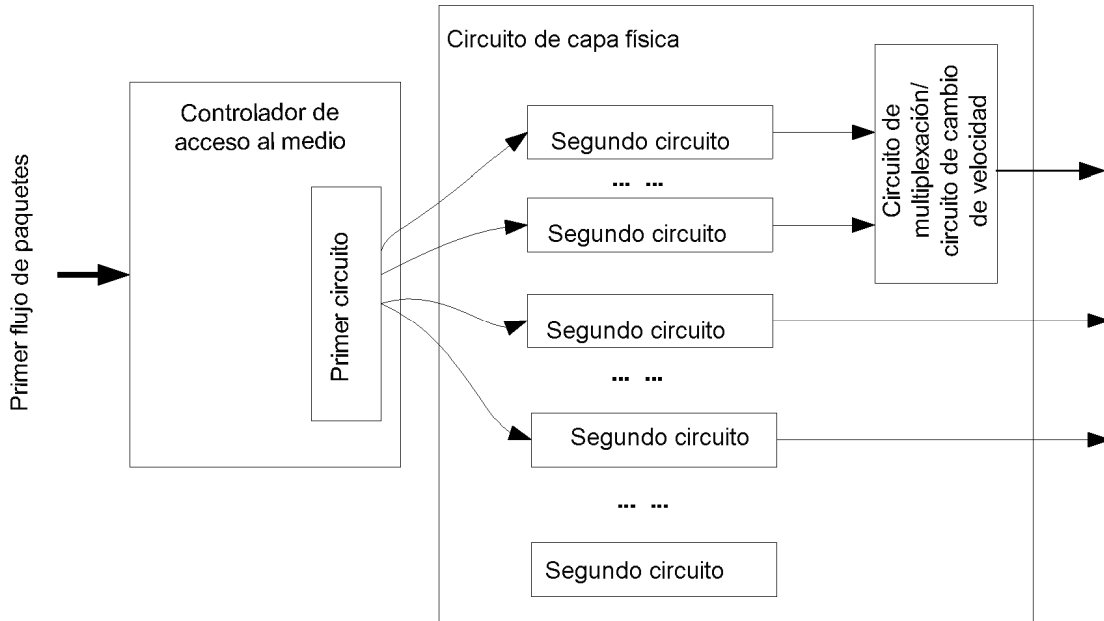 Circuito de capa física
Controlador de
acceso al medio
Primer flujo de paquetes
Primer circuito
Segundo circuito
... ...
Segundo circuito
Segundo circuito
... ...
Segundo circuito
... ...
Segundo circuito
Circuito de
multiplexación/
circuito de cambio
de velocidad